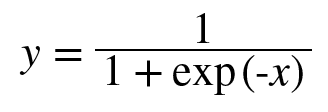 y = 1 / 1 + exp(-x)